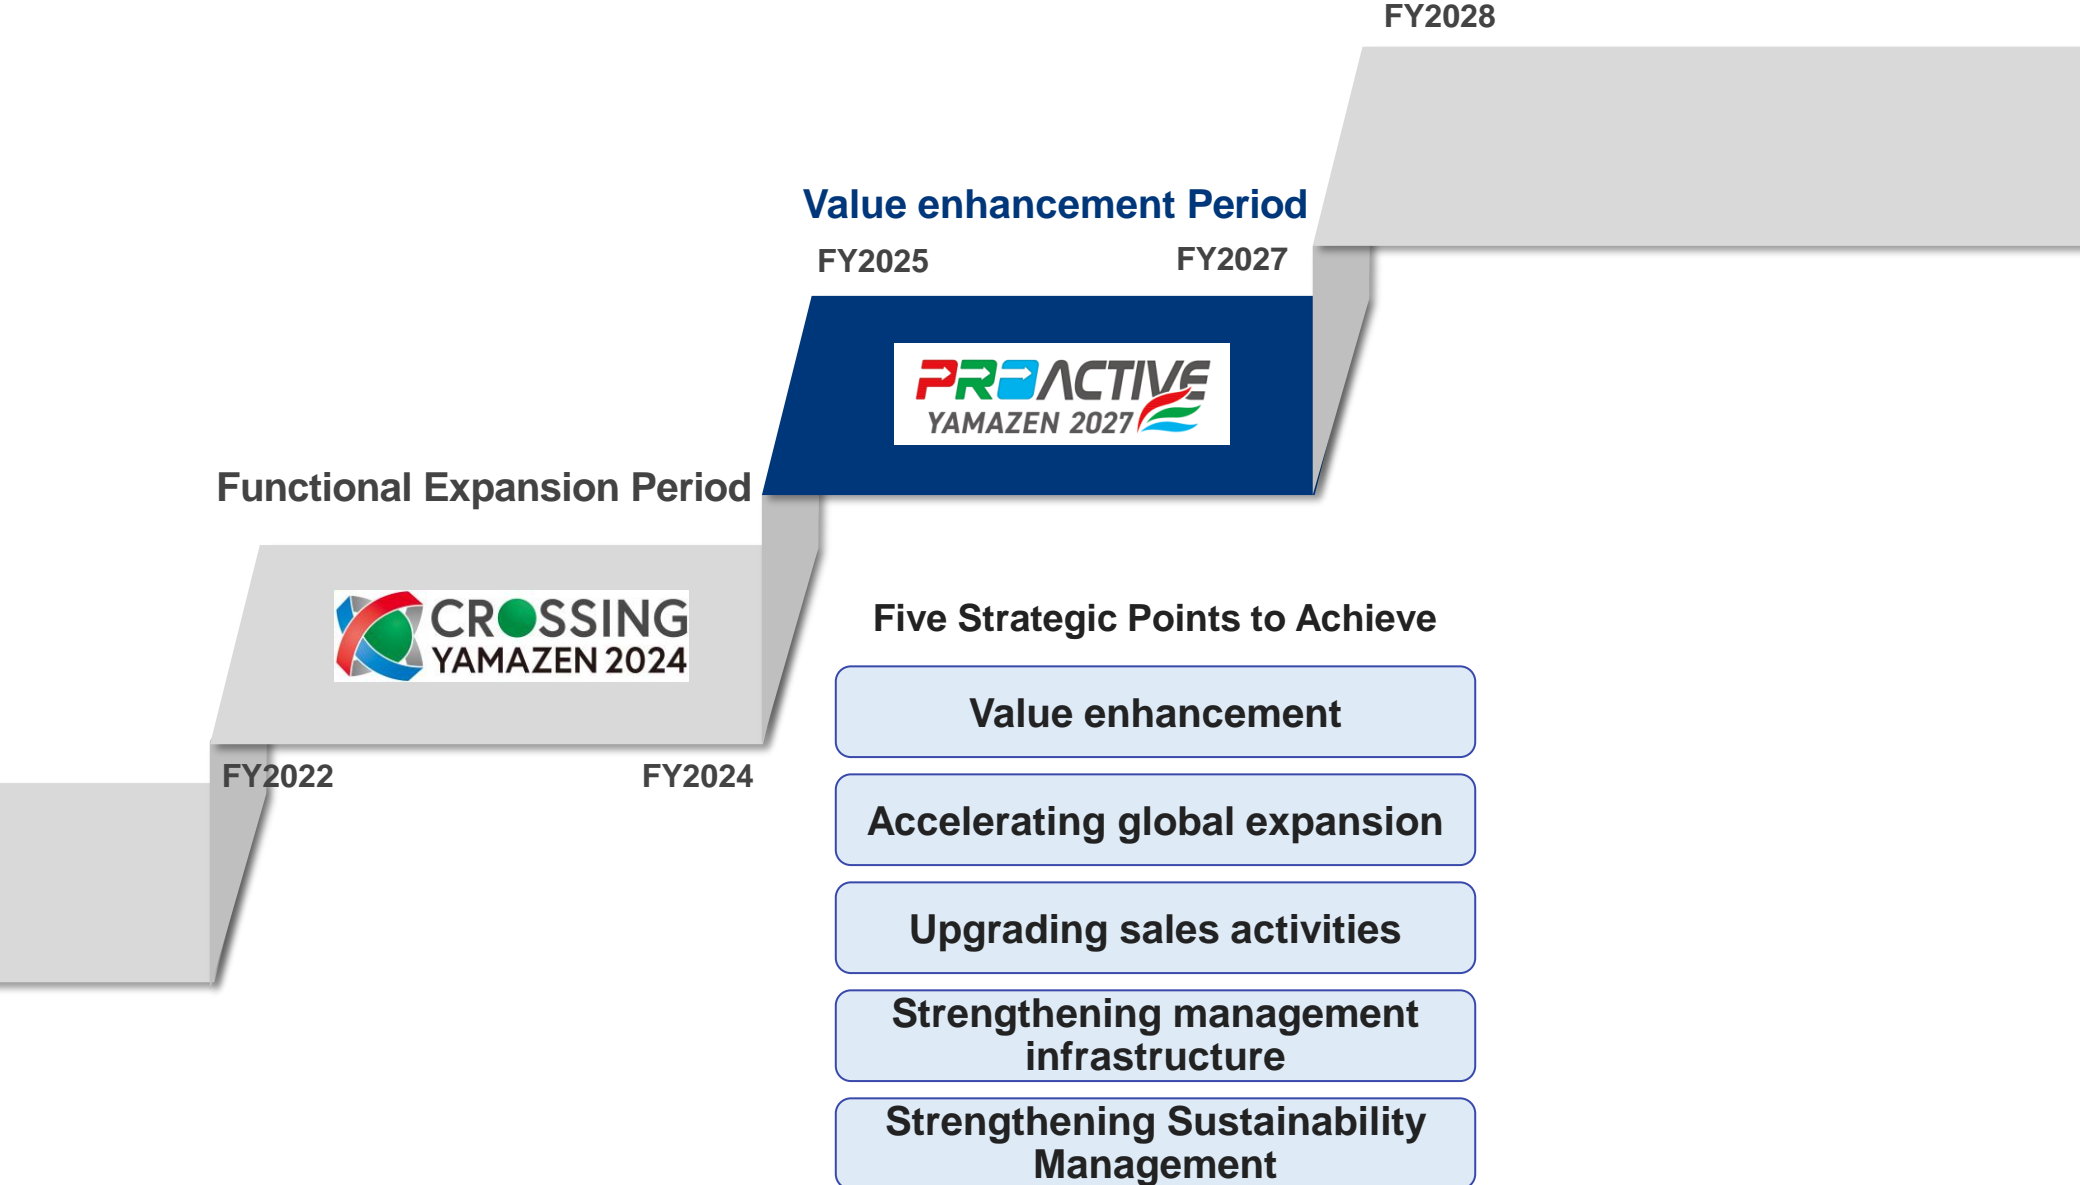 FY2028
Value enhancement Period
FY2025
FY2027
PROACTIVE
YAMAZEN 2027
Functional Expansion Period
CROSSING
YAMAZEN 2024
FY2022
FY2024
Five Strategic Points to Achieve
Value enhancement
Accelerating global expansion
Upgrading sales activities
Strengthening management
infrastructure
Strengthening Sustainability
Management